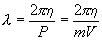 λ = 2πη / P = 2πη / mV